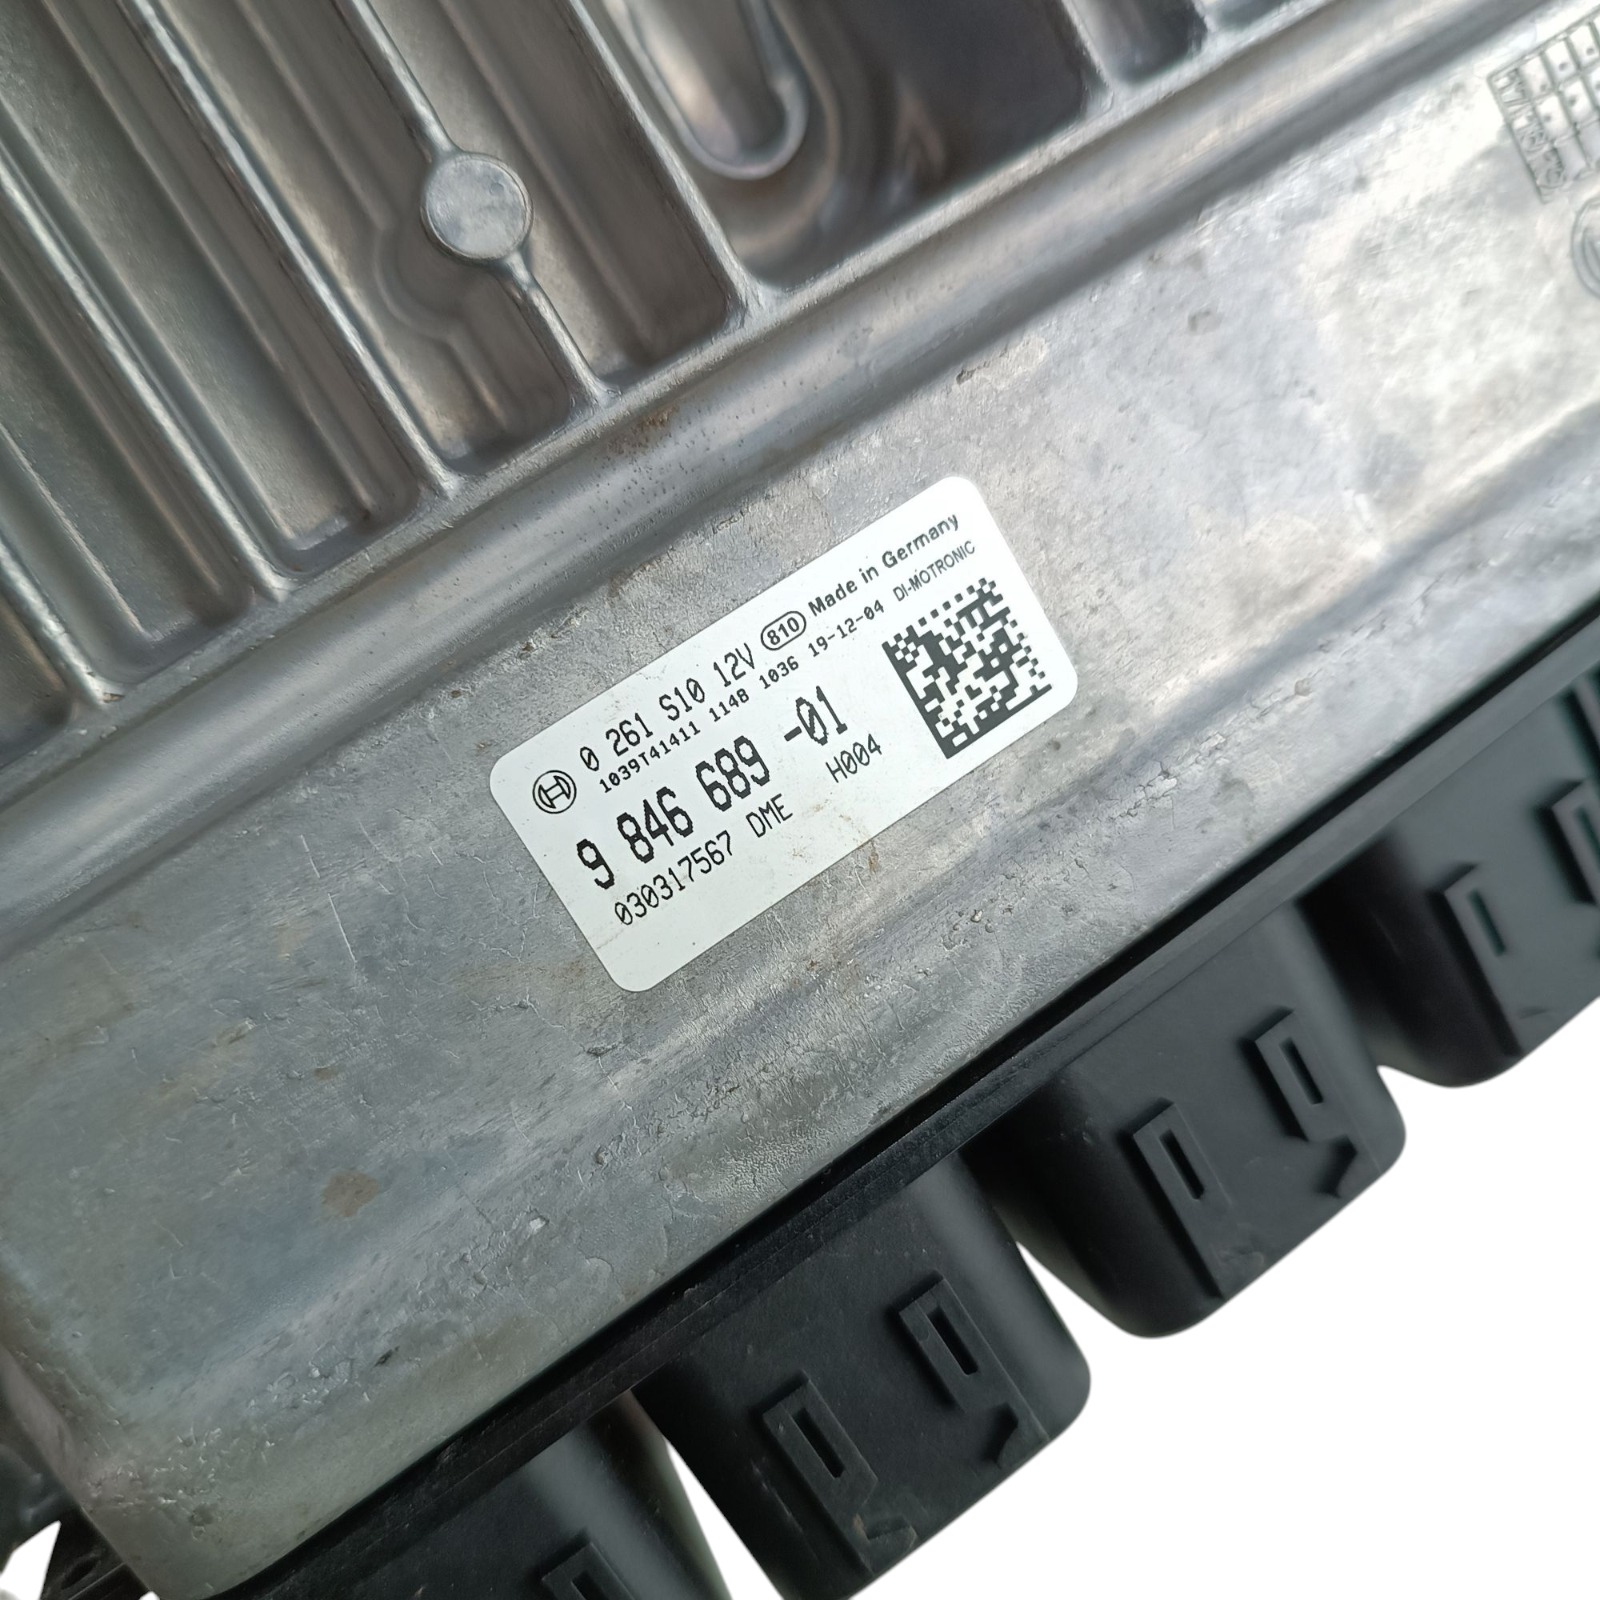 0 261 S10 12V 810 Made in Germany
1039T41411 1148 1036 19-12-04 DI-MOTRONIC
9 846 689 -01
030317567 DME H004